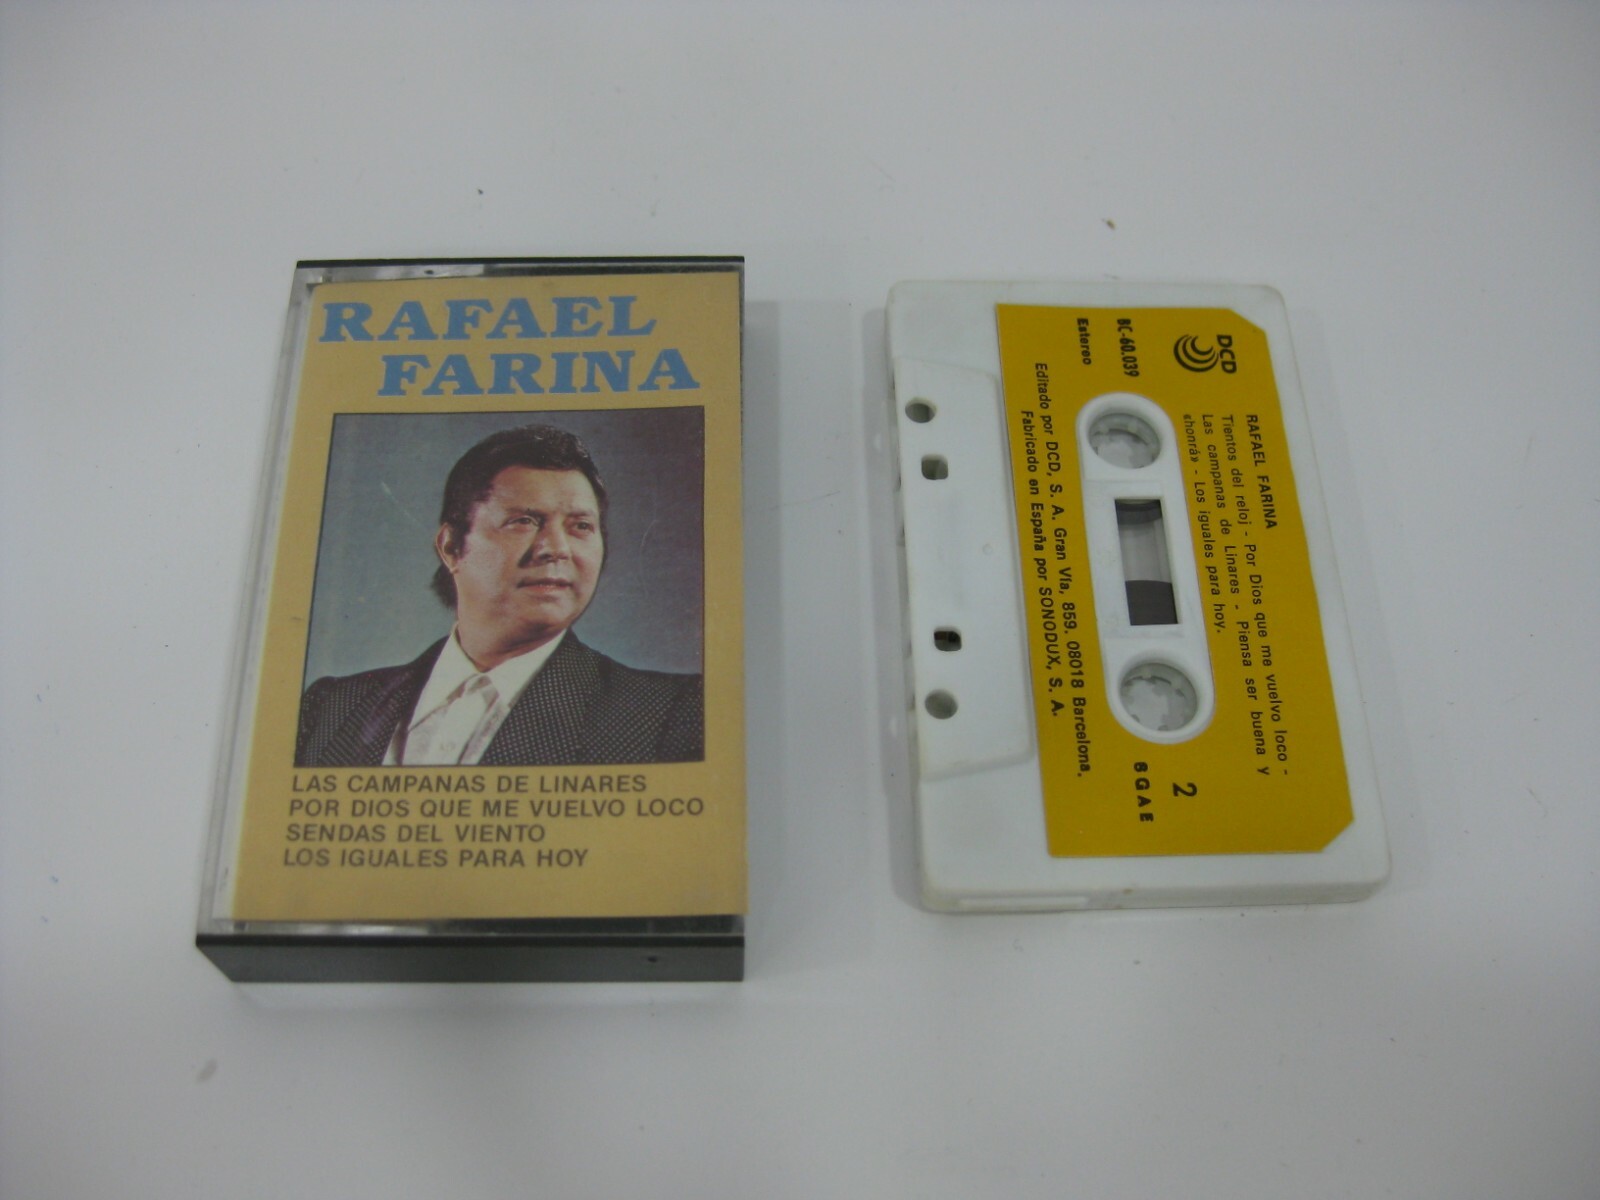 RAFAEL
FARINA
LAS CAMPANAS DE LINARES
POR DIOS QUE ME VUELVO LOCO
SENDAS DEL VIENTO
LOS IGUALES PARA HOY
DCD
RAFAEL FARINA
Tientos del reloj - Por Dios que me vuelvo loco -
Las campanas de Linares - Piensa ser buena y
«honrá» - Los iguales para hoy.
BC-60.039
Estereo
2
SGAE
Editado por DCD, S. A. Gran Vía, 859. 08018 Barcelona.
Fabricado en España por SONODUX, S. A.